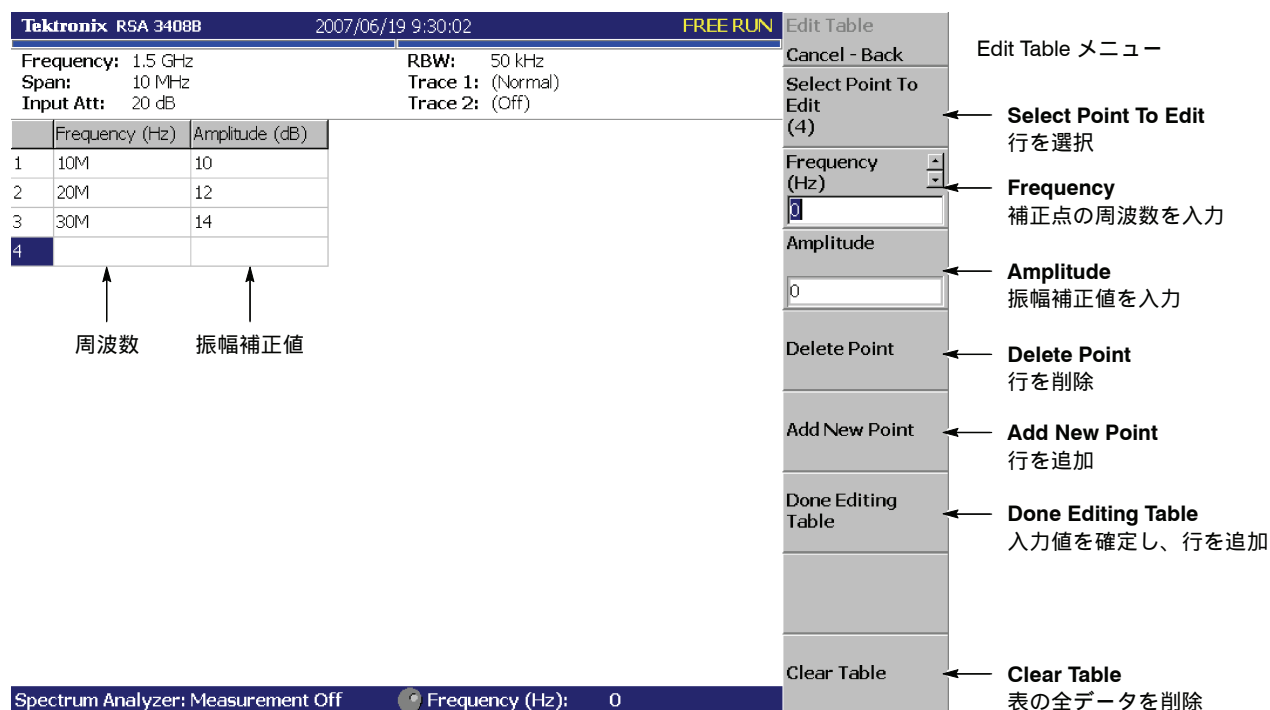 Tektronix RSA 3408B 2007/06/19 9:30:02 FREE RUN
Frequency: 1.5 GHz RBW: 50 kHz
Span: 10 MHz Trace 1: (Normal)
Input Att: 20 dB Trace 2: (Off)
Frequency (Hz) Amplitude (dB)
1 10M 10
2 20M 12
3 30M 14
4
周波数 振幅補正値
Edit Table
Cancel - Back
Select Point To
Edit
(4)
Frequency
(Hz)
0
Amplitude
0
Delete Point
Add New Point
Done Editing
Table
Clear Table
Edit Table メニュー
Select Point To Edit
行を選択
Frequency
補正点の周波数を入力
Amplitude
振幅補正値を入力
Delete Point
行を削除
Add New Point
行を追加
Done Editing Table
入力値を確定し、行を追加
Clear Table
表の全データを削除
Spectrum Analyzer: Measurement Off Frequency (Hz): 0